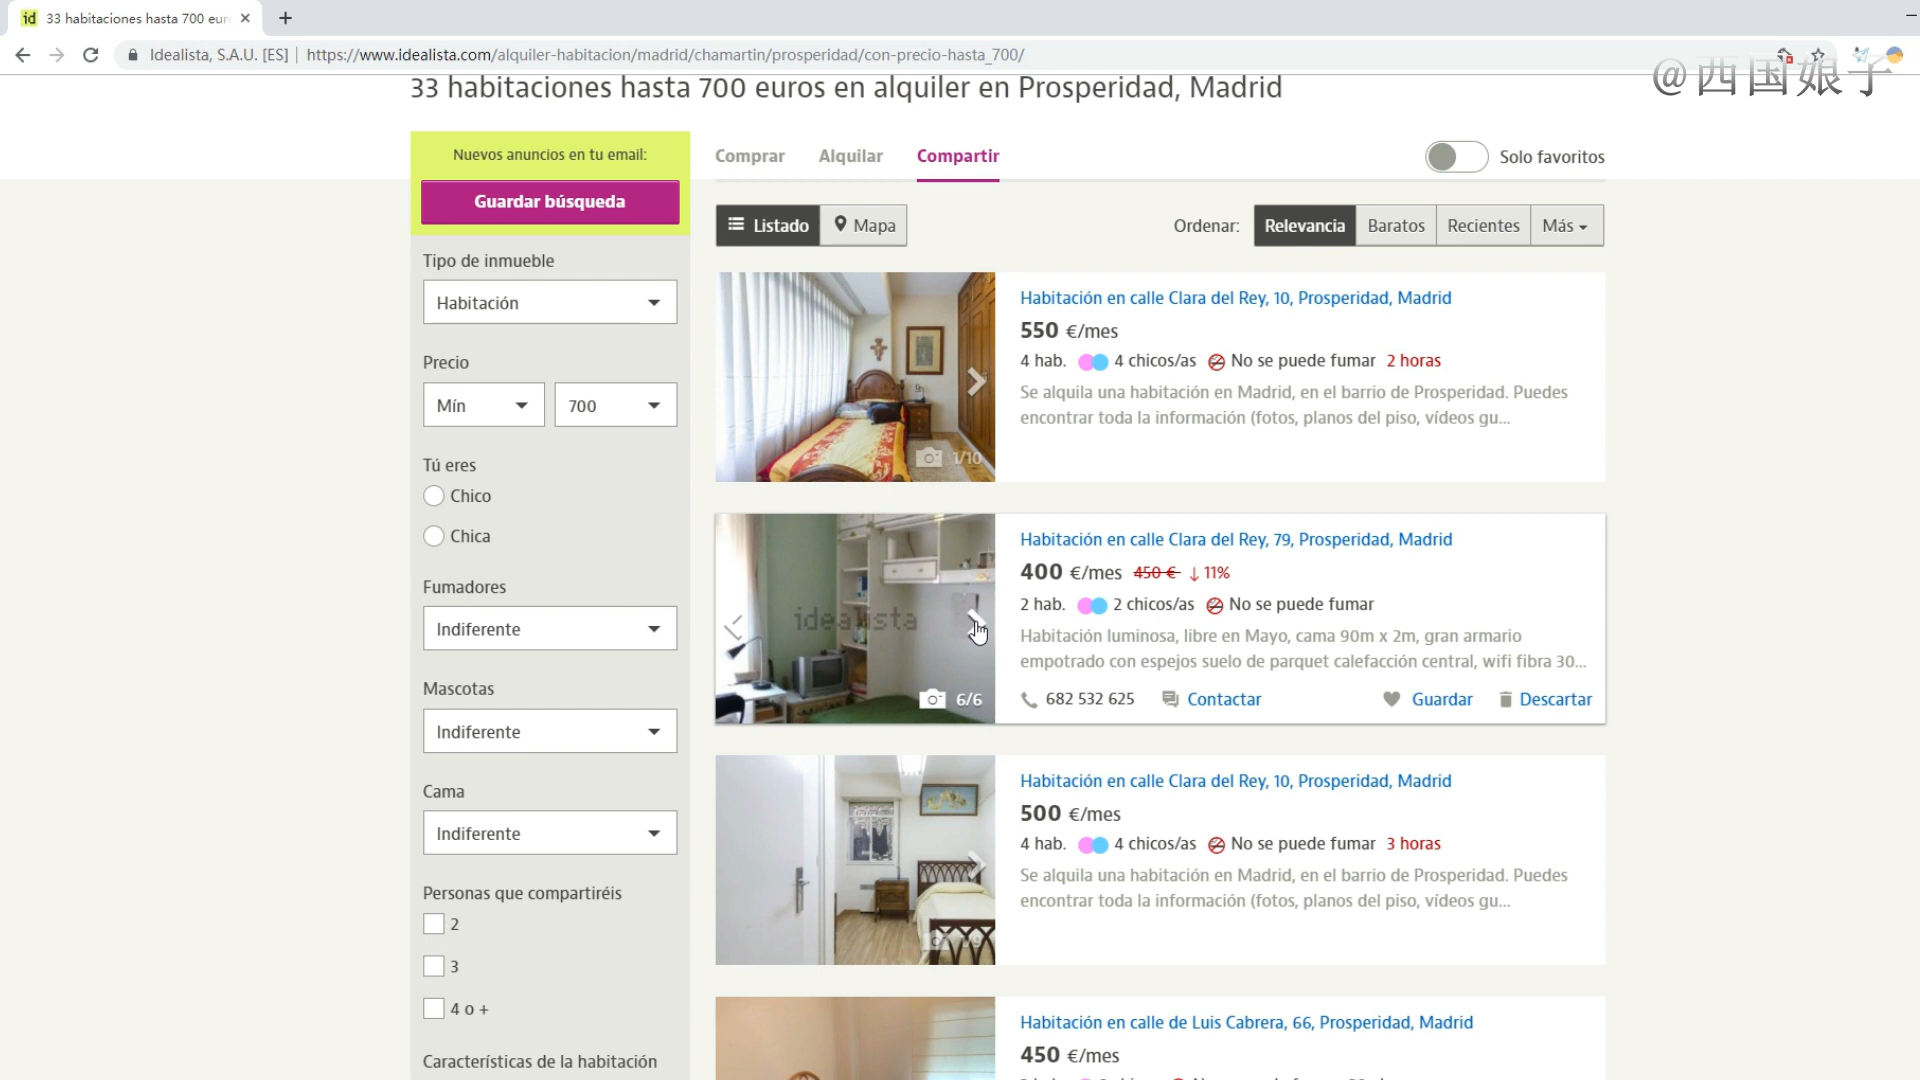 33 habitaciones hasta 700 eur
Idealista, S.A.U. [ES] | https://www.idealista.com/alquiler-habitacion/madrid/chamartin/prosperidad/con-precio-hasta_700/
@西国娘子
33 habitaciones hasta 700 euros en alquiler en Prosperidad, Madrid
Nuevos anuncios en tu email:
Guardar búsqueda
Comprar Alquilar Compartir
Solo favoritos
Listado Mapa
Ordenar: Relevancia Baratos Recientes Más
Tipo de inmueble
Habitación
Precio
Mín 700
Tú eres
Chico
Chica
Fumadores
Indiferente
Mascotas
Indiferente
Cama
Indiferente
Personas que compartiréis
2
3
4 o +
Características de la habitación
1/10
Habitación en calle Clara del Rey, 10, Prosperidad, Madrid
550 €/mes
4 hab. 4 chicos/as No se puede fumar 2 horas
Se alquila una habitación en Madrid, en el barrio de Prosperidad. Puedes
encontrar toda la información (fotos, planos del piso, vídeos gu...
idealista
6/6
Habitación en calle Clara del Rey, 79, Prosperidad, Madrid
400 €/mes 450 € ↓ 11%
2 hab. 2 chicos/as No se puede fumar
Habitación luminosa, libre en Mayo, cama 90m x 2m, gran armario
empotrado con espejos suelo de parquet calefacción central, wifi fibra 30...
682 532 625 Contactar Guardar Descartar
Habitación en calle Clara del Rey, 10, Prosperidad, Madrid
500 €/mes
4 hab. 4 chicos/as No se puede fumar 3 horas
Se alquila una habitación en Madrid, en el barrio de Prosperidad. Puedes
encontrar toda la información (fotos, planos del piso, vídeos gu...
Habitación en calle de Luis Cabrera, 66, Prosperidad, Madrid
450 €/mes